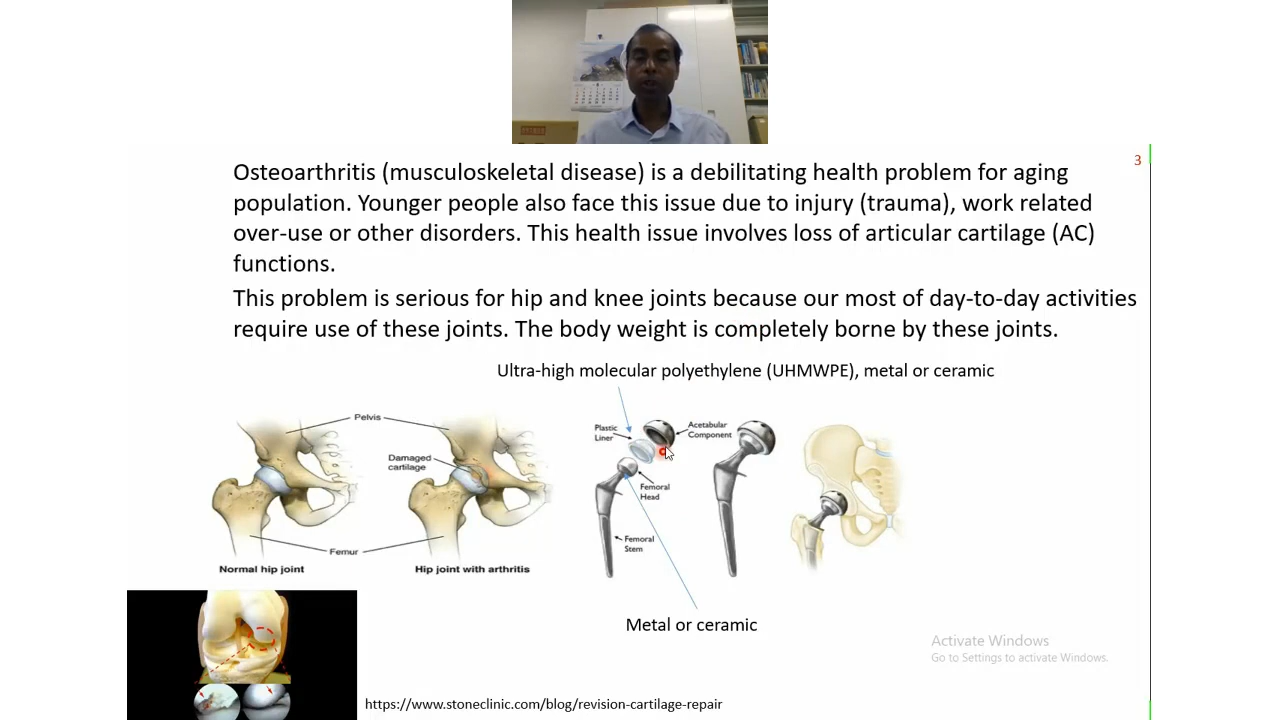 3
Osteoarthritis (musculoskeletal disease) is a debilitating health problem for aging
population. Younger people also face this issue due to injury (trauma), work related
over-use or other disorders. This health issue involves loss of articular cartilage (AC)
functions.
This problem is serious for hip and knee joints because our most of day-to-day activities
require use of these joints. The body weight is completely borne by these joints.
Ultra-high molecular polyethylene (UHMWPE), metal or ceramic
Pelvis
Damaged
cartilage
Femur
Normal hip joint
Hip joint with arthritis
Plastic
Liner
Acetabular
Component
Femoral
Head
Femoral
Stem
Metal or ceramic
Activate Windows
Go to Settings to activate Windows.
https://www.stoneclinic.com/blog/revision-cartilage-repair